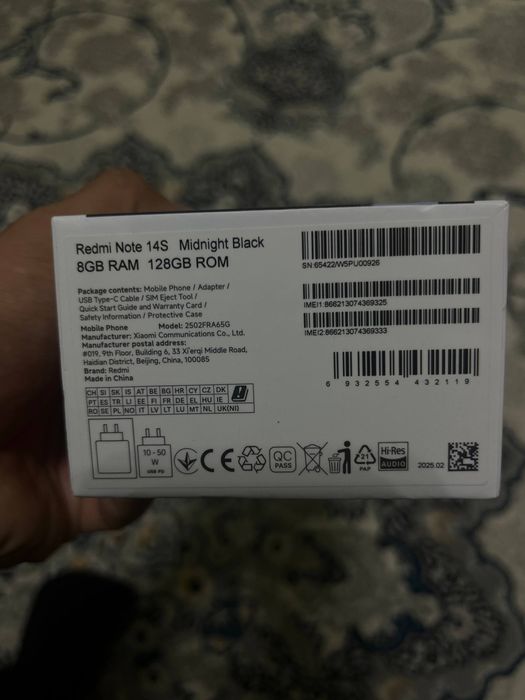 Redmi Note 14S Midnight Black
8GB RAM 128GB ROM
Package contents: Mobile Phone / Adapter /
USB Type-C Cable / SIM Eject Tool /
Quick Start Guide and Warranty Card /
Safety Information / Protective Case
Mobile Phone Model: 2502FRA65G
Manufacturer: Xiaomi Communications Co., Ltd.
Manufacturer postal address:
#019, 9th Floor, Building 6, 33 Xi'erqi Middle Road,
Haidian District, Beijing, China, 100085
Brand: Redmi
Made in China
CH SI SK IS AT BE BG HR CY CZ DK
PT ES TR LI EE FI FR DE EL HU IE
RO SE PL NO IT LV LT LU MT NL UK(NI)
SN:65422/W5PU00926
IMEI1:866213074369325
IMEI2:866213074369333
6 932554 432119
10 - 50
W
USB PD
CE
QC
PASS
21
PAP
Hi-Res
AUDIO
2025.02